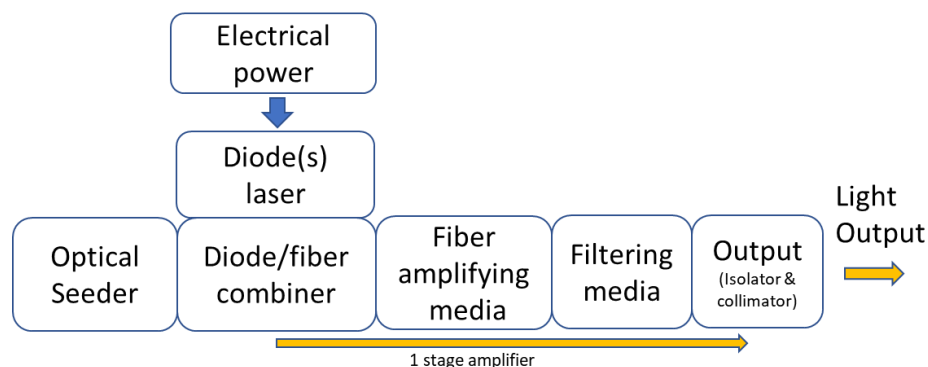 Electrical
power
Diode(s)
laser
Optical
Seeder
Diode/fiber
combiner
Fiber
amplifying
media
Filtering
media
Output
(Isolator &
collimator)
Light
Output
1 stage amplifier